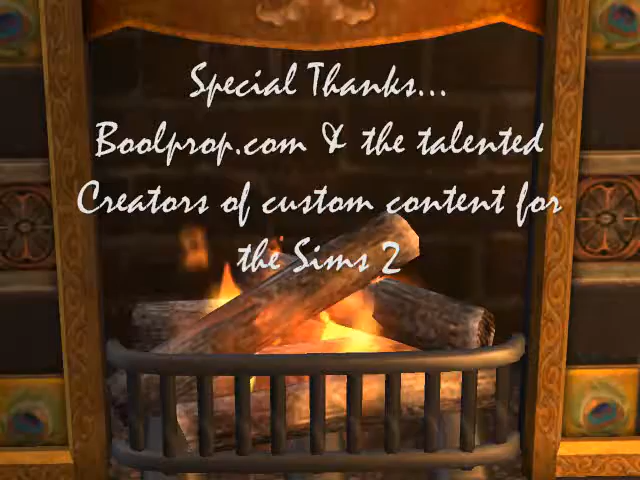 Special Thanks...
Boolprop.com & the talented
Creators of custom content for
the Sims 2